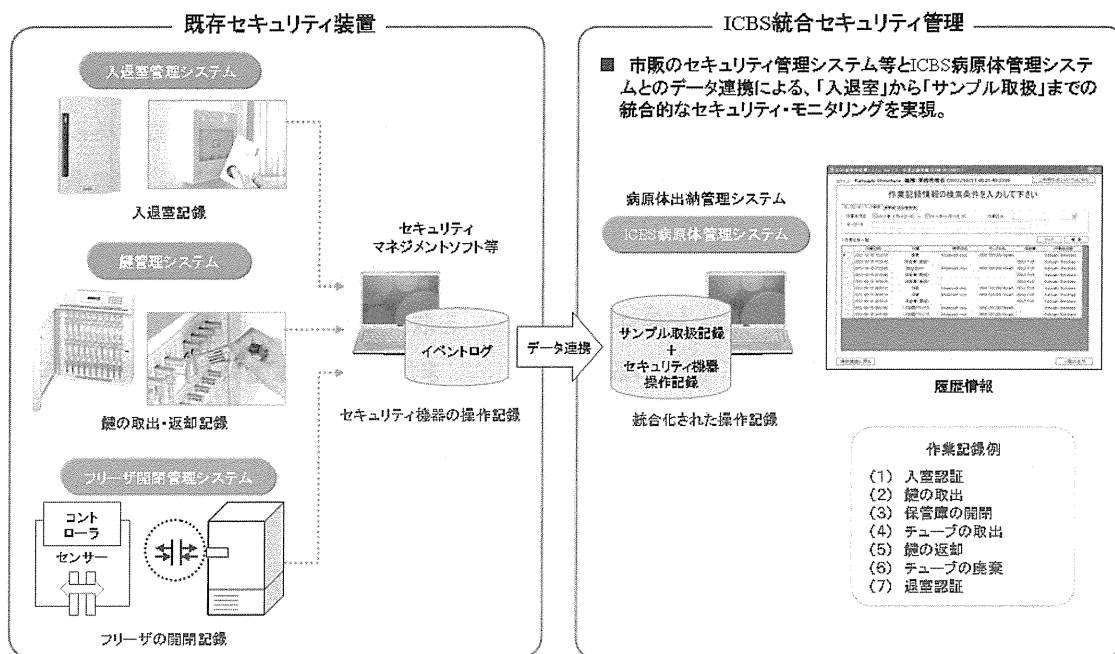 既存セキュリティ装置
入退室管理システム
入退室記録
鍵管理システム
鍵の取出・返却記録
フリーザ開閉管理システム
コント
ローラ
センサー
フリーザの開閉記録
セキュリティ
マネジメントソフト等
イベントログ
セキュリティ機器の操作記録
データ連携
ICBS統合セキュリティ管理
■ 市販のセキュリティ管理システム等とICBS病原体管理システ
ムとのデータ連携による、「入退室」から「サンプル取扱」までの
統合的なセキュリティ・モニタリングを実現。
病原体出納管理システム
ICBS病原体管理システム
サンプル取扱記録
+
セキュリティ機器
操作記録
統合化された操作記録
作業記録情報の検索条件を入力して下さい
履歴情報
作業記録例
(1) 入室認証
(2) 鍵の取出
(3) 保管庫の開閉
(4) チューブの取出
(5) 鍵の返却
(6) チューブの廃棄
(7) 退室認証